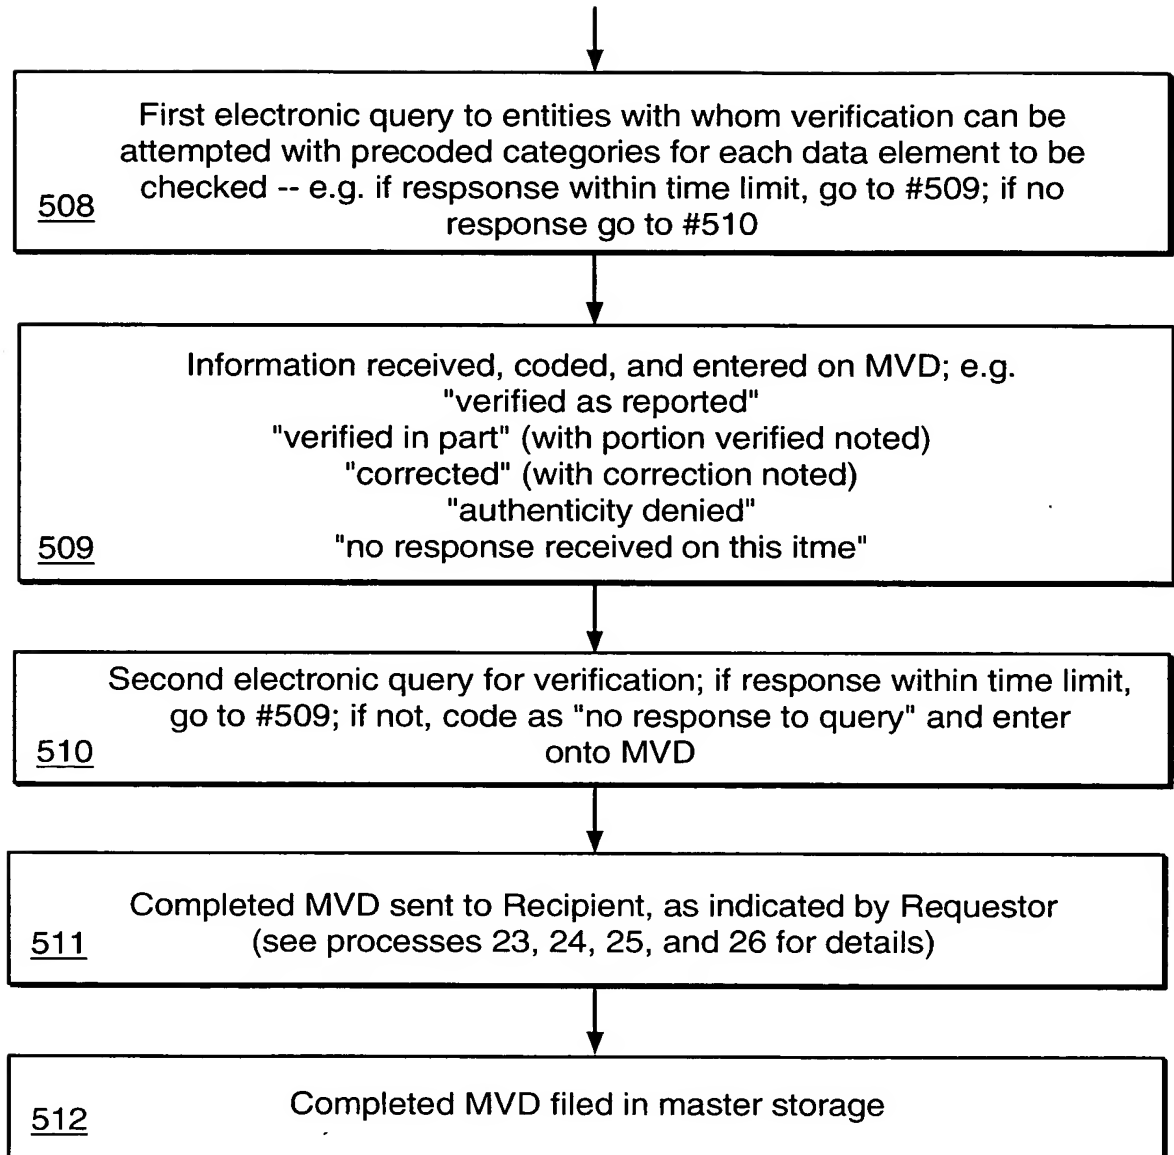 First electronic query to entities with whom verification can be
attempted with precoded categories for each data element to be
checked -- e.g. if respsonse within time limit, go to #509; if no
response go to #510
508
Information received, coded, and entered on MVD; e.g.
"verified as reported"
"verified in part" (with portion verified noted)
"corrected" (with correction noted)
"authenticity denied"
"no response received on this itme"
509
Second electronic query for verification; if response within time limit,
go to #509; if not, code as "no response to query" and enter
onto MVD
510
Completed MVD sent to Recipient, as indicated by Requestor
(see processes 23, 24, 25, and 26 for details)
511
Completed MVD filed in master storage
512